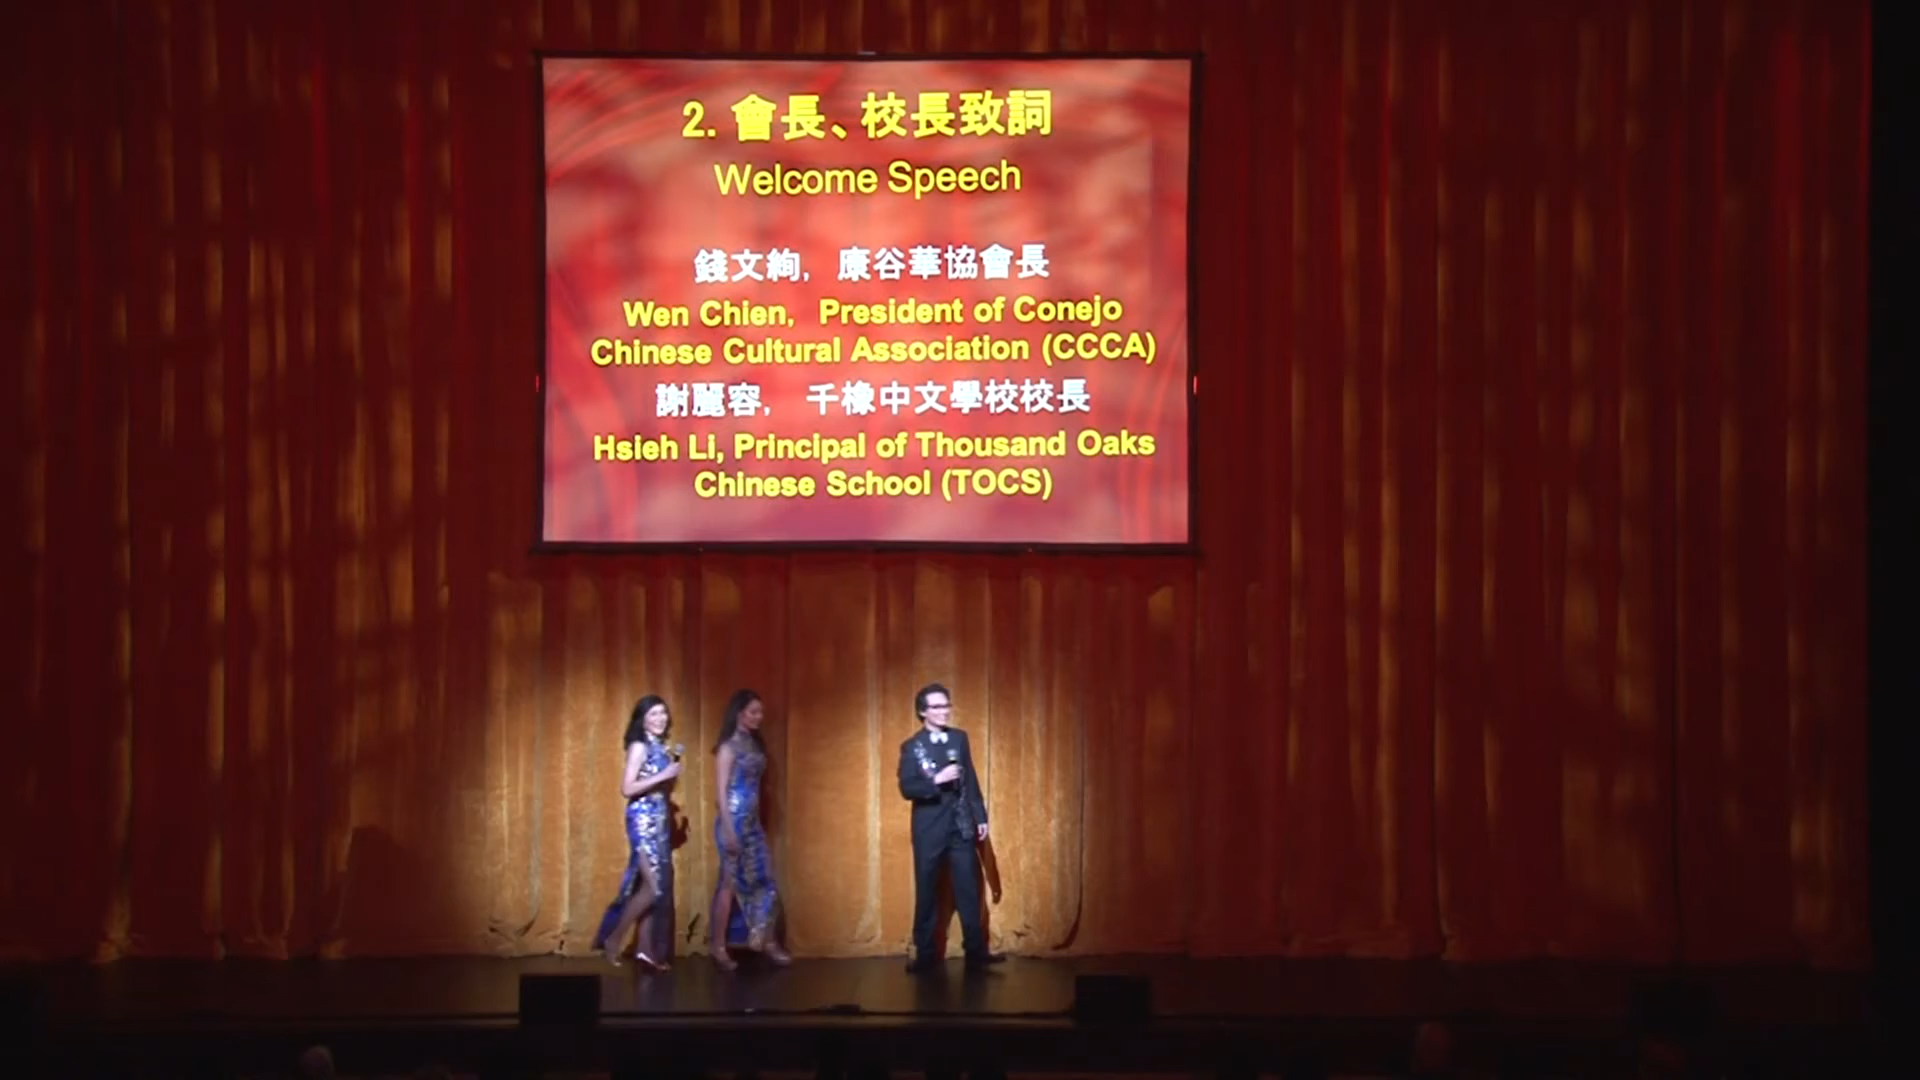 2. 會長、校長致詞
Welcome Speech
錢文絢, 康谷華協會長
Wen Chien, President of Conejo
Chinese Cultural Association (CCCA)
謝麗容, 千橡中文學校校長
Hsieh Li, Principal of Thousand Oaks
Chinese School (TOCS)